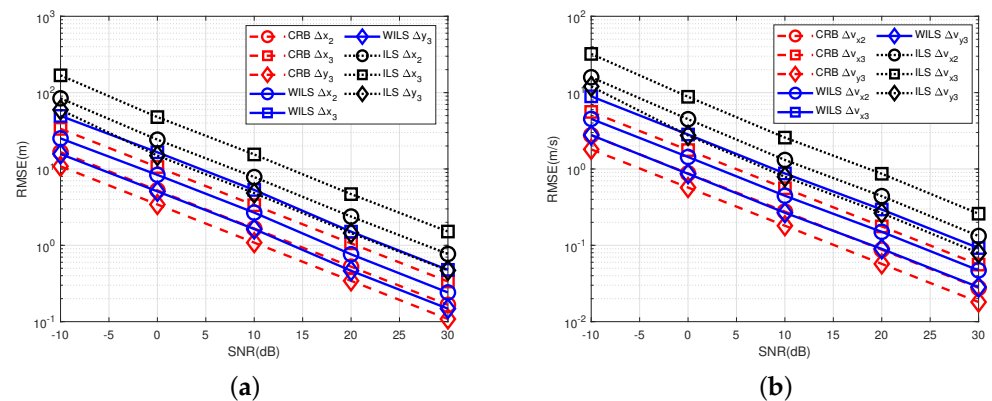 10³
10²
10¹
10⁰
10⁻¹
RMSE(m)
-10 -5 0 5 10 15 20 25 30
SNR(dB)
CRB Δx₂
CRB Δx₃
CRB Δy₃
WILS Δx₂
WILS Δx₃
WILS Δy₃
ILS Δx₂
ILS Δx₃
ILS Δy₃
(a)
10²
10¹
10⁰
10⁻¹
10⁻²
RMSE(m/s)
-10 -5 0 5 10 15 20 25 30
SNR(dB)
CRB Δvₓ₂
CRB Δvₓ₃
CRB Δv_y3
WILS Δvₓ₂
WILS Δvₓ₃
WILS Δv_y3
ILS Δvₓ₂
ILS Δvₓ₃
ILS Δv_y3
(b)